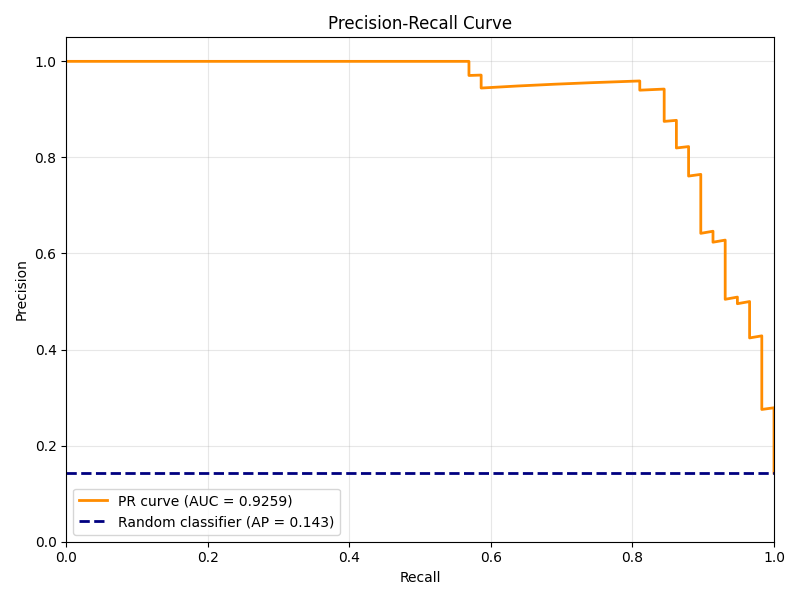 Precision-Recall Curve
1.0
0.8
0.6
0.4
0.2
0.0
Precision
PR curve (AUC = 0.9259)
Random classifier (AP = 0.143)
0.0 0.2 0.4 0.6 0.8 1.0
Recall